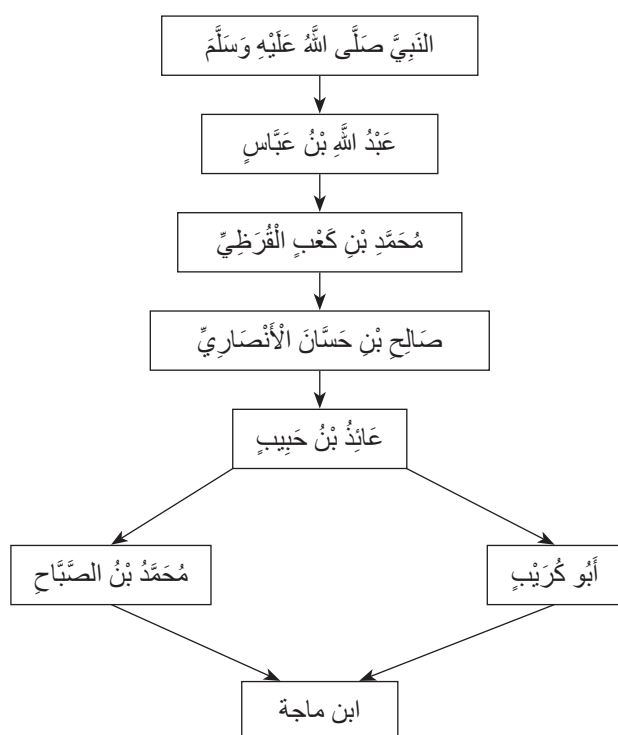 النَبِيَّ صَلَّى اللَّهُ عَلَيْهِ وَسَلَّمَ
عَبْدُ اللَّهِ بْنُ عَبَّاسٍ
مُحَمَّدِ بْنِ كَعْبٍ الْقُرَظِيِّ
صَالِحِ بْنِ حَسَّانَ الْأَنْصَارِيِّ
عَائِذُ بْنُ حَبِيبٍ
أَبُو كُرَيْبٍ
مُحَمَّدُ بْنُ الصَّبَّاحِ
ابن ماجة